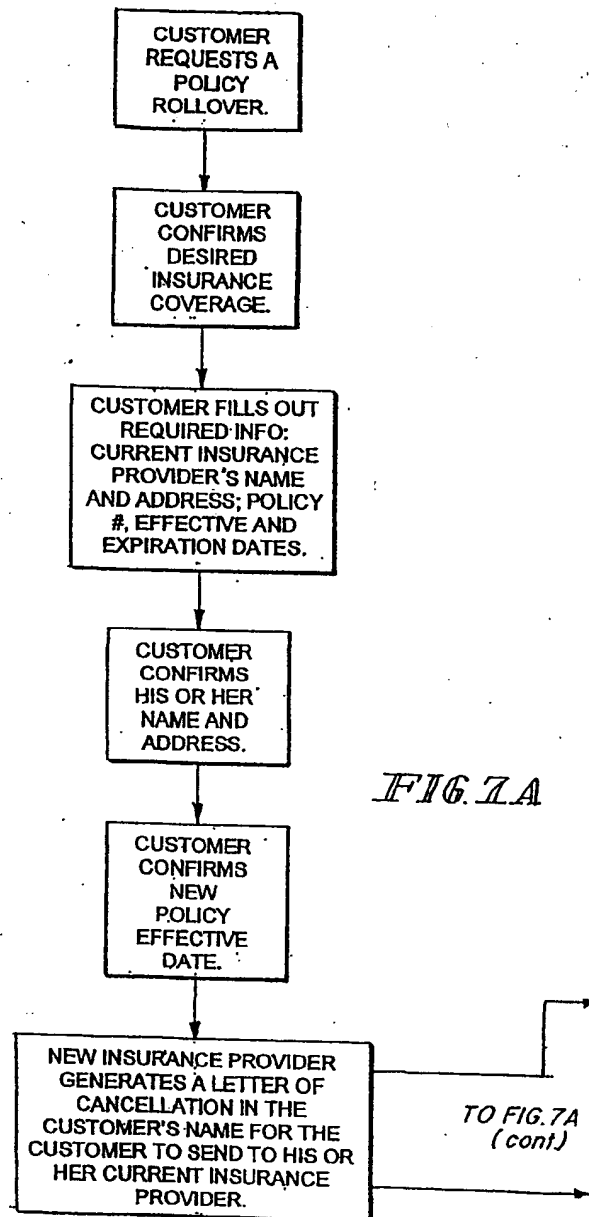 CUSTOMER
REQUESTS A
POLICY
ROLLOVER.
CUSTOMER
CONFIRMS
DESIRED
INSURANCE
COVERAGE.
CUSTOMER FILLS OUT
REQUIRED INFO:
CURRENT INSURANCE
PROVIDER'S NAME
AND ADDRESS; POLICY
#, EFFECTIVE AND
EXPIRATION DATES.
CUSTOMER
CONFIRMS
HIS OR HER
NAME AND
ADDRESS.
FIG. 7A
CUSTOMER
CONFIRMS
NEW
POLICY
EFFECTIVE
DATE.
NEW INSURANCE PROVIDER
GENERATES A LETTER OF
CANCELLATION IN THE
CUSTOMER'S NAME FOR THE
CUSTOMER TO SEND TO HIS OR
HER CURRENT INSURANCE
PROVIDER.
TO FIG. 7A
(cont.)